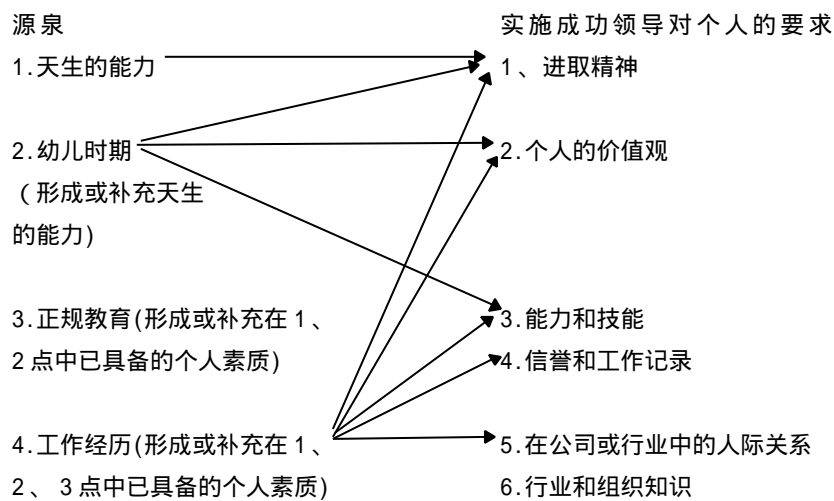 源泉
1.天生的能力
2.幼儿时期
(形成或补充天生
的能力)
3.正规教育(形成或补充在1、
2点中已具备的个人素质)
4.工作经历(形成或补充在1、
2、3点中已具备的个人素质)
实施成功领导对个人的要求
1、进取精神
2.个人的价值观
3.能力和技能
4.信誉和工作记录
5.在公司或行业中的人际关系
6.行业和组织知识